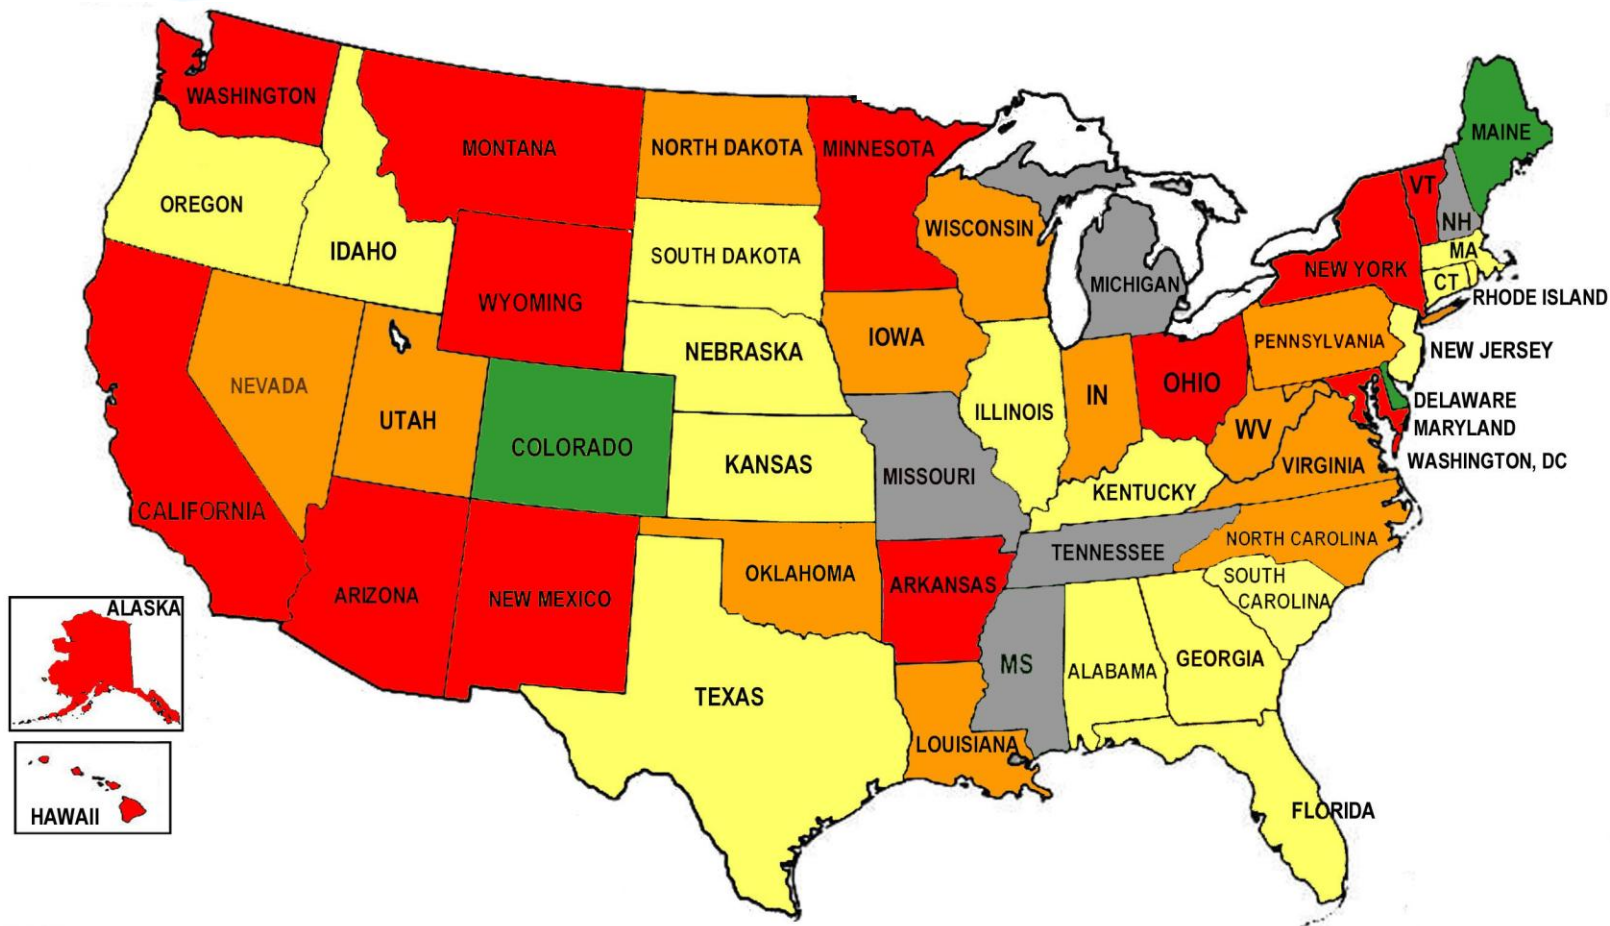 WASHINGTON
MONTANA
NORTH DAKOTA
MINNESOTA
MAINE
OREGON
IDAHO
WYOMING
SOUTH DAKOTA
WISCONSIN
MICHIGAN
NEW YORK
VT
NH
MA
CT
RHODE ISLAND
NEVADA
UTAH
COLORADO
NEBRASKA
IOWA
ILLINOIS
IN
OHIO
PENNSYLVANIA
NEW JERSEY
DELAWARE
MARYLAND
WASHINGTON, DC
CALIFORNIA
KANSAS
MISSOURI
KENTUCKY
WV
VIRGINIA
ARIZONA
NEW MEXICO
OKLAHOMA
ARKANSAS
TENNESSEE
NORTH CAROLINA
SOUTH
CAROLINA
TEXAS
LOUISIANA
MS
ALABAMA
GEORGIA
FLORIDA
ALASKA
HAWAII